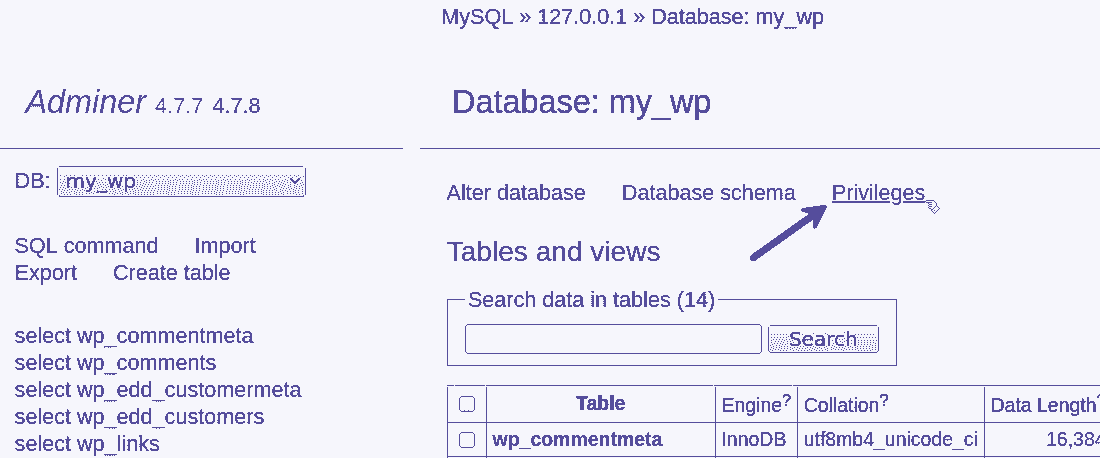 MySQL » 127.0.0.1 » Database: my_wp
Adminer 4.7.7 4.7.8
Database: my_wp
DB: my_wp
Alter database Database schema Privileges
SQL command Import
Export Create table
Tables and views
Search data in tables (14)
Search
select wp_commentmeta
select wp_comments
select wp_edd_customermeta
select wp_edd_customers
select wp_links
Table Engine? Collation? Data Length?
wp_commentmeta InnoDB utf8mb4_unicode_ci 16,384